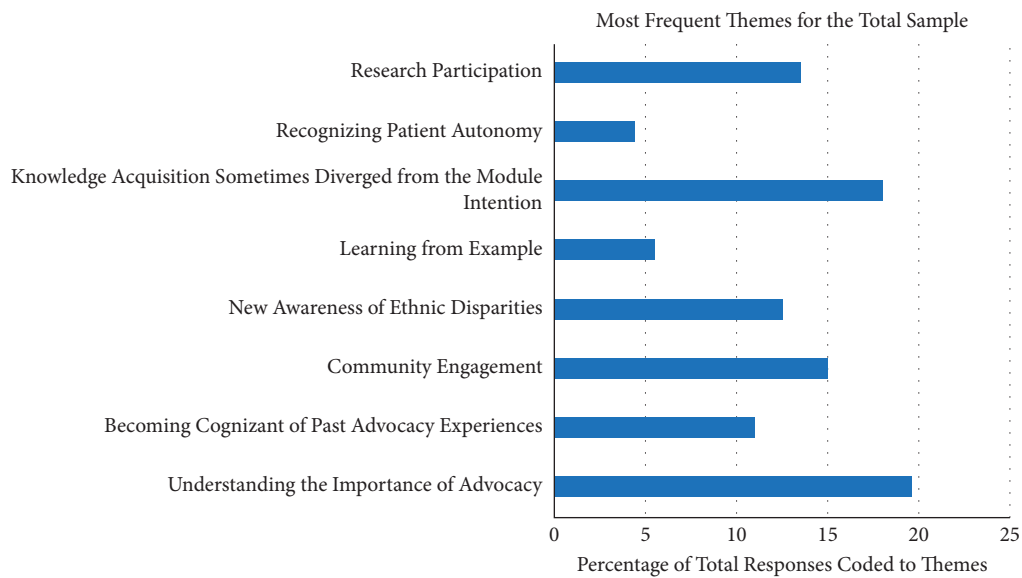 Most Frequent Themes for the Total Sample
Research Participation
Recognizing Patient Autonomy
Knowledge Acquisition Sometimes Diverged from the Module
Intention
Learning from Example
New Awareness of Ethnic Disparities
Community Engagement
Becoming Cognizant of Past Advocacy Experiences
Understanding the Importance of Advocacy
0 5 10 15 20 25
Percentage of Total Responses Coded to Themes